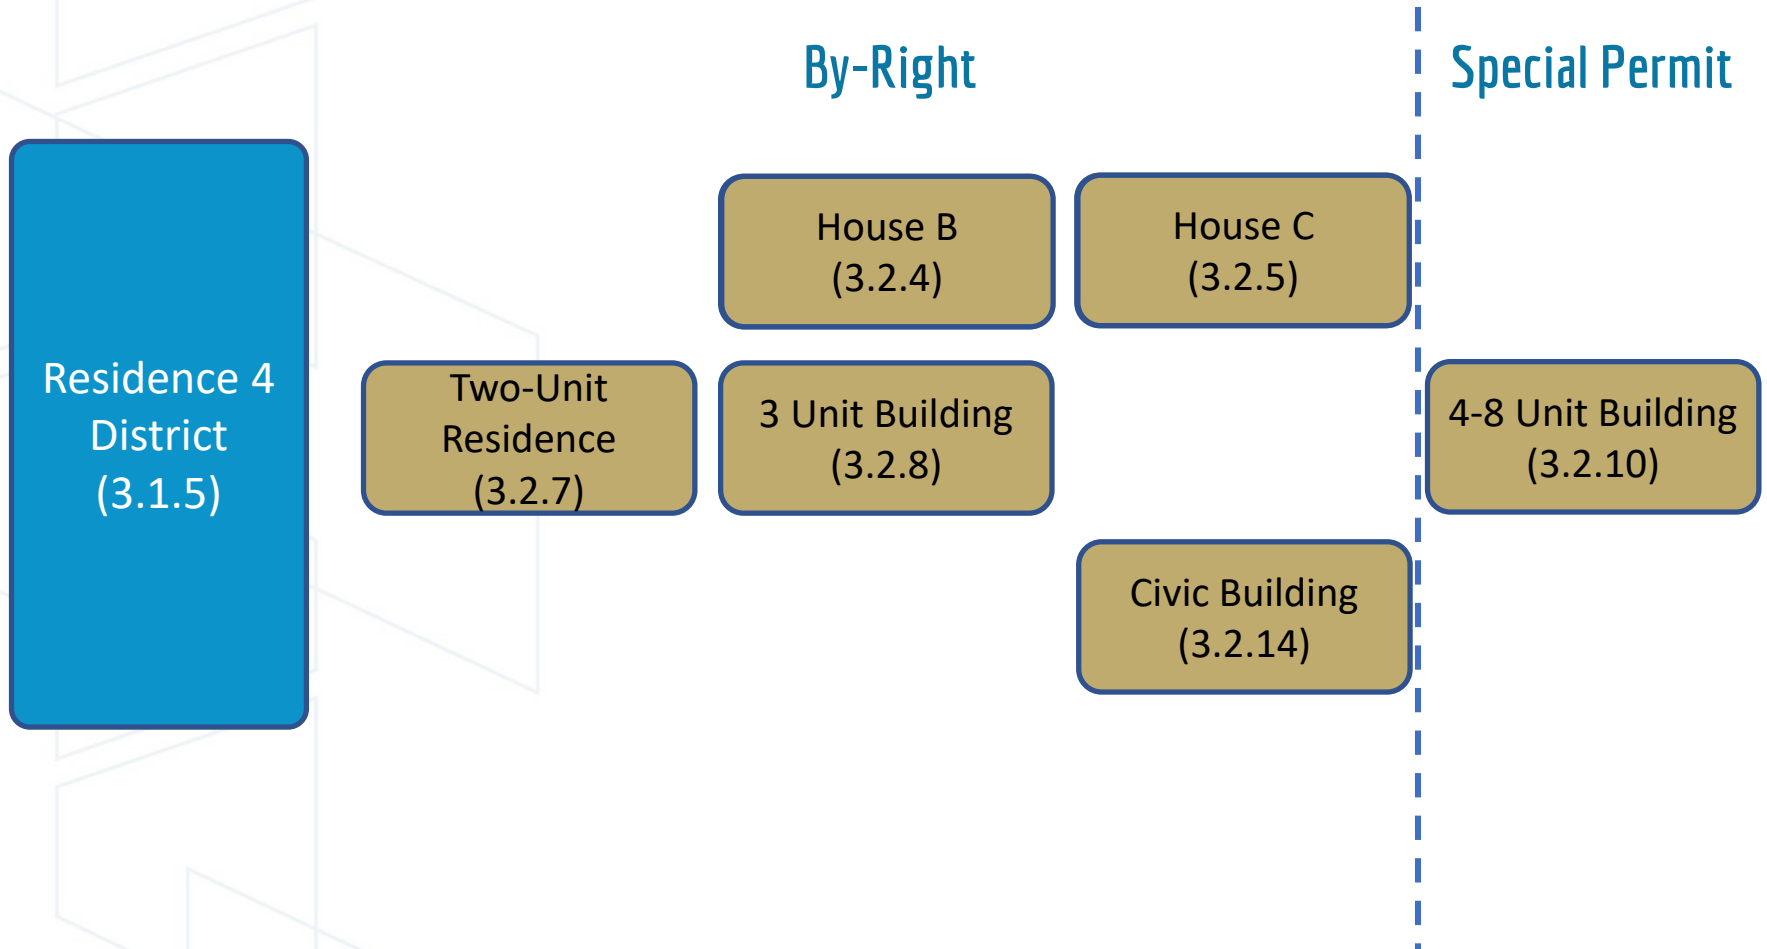 By-Right
Special Permit
Residence 4
District
(3.1.5)
House B
(3.2.4)
House C
(3.2.5)
Two-Unit
Residence
(3.2.7)
3 Unit Building
(3.2.8)
4-8 Unit Building
(3.2.10)
Civic Building
(3.2.14)